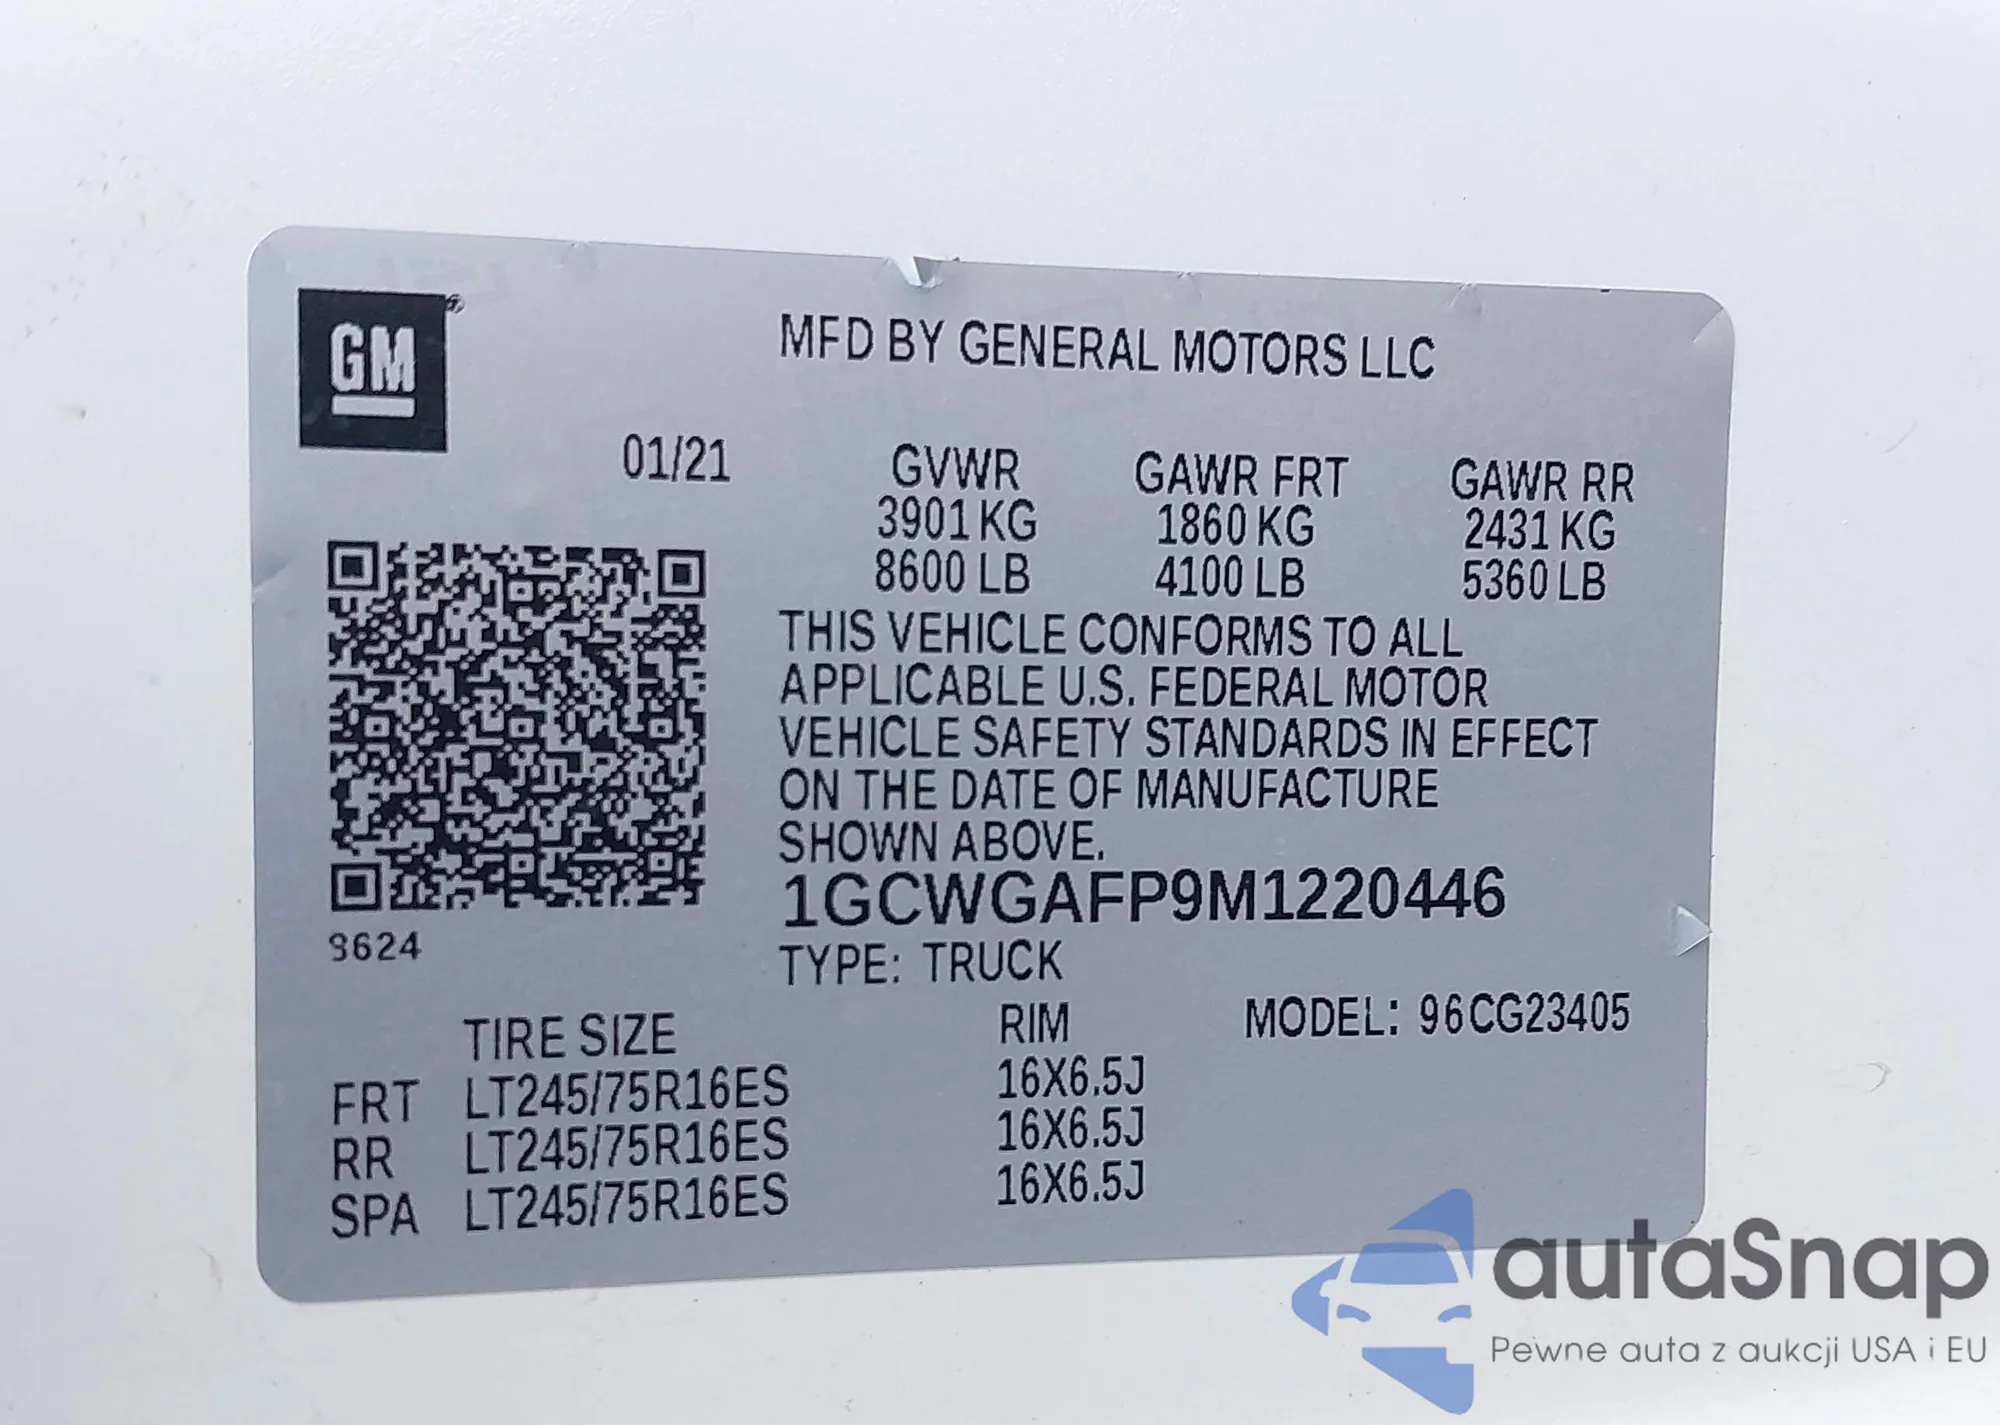 GM
MFD BY GENERAL MOTORS LLC
01/21
GVWR GAWR FRT GAWR RR
3901 KG 1860 KG 2431 KG
8600 LB 4100 LB 5360 LB
THIS VEHICLE CONFORMS TO ALL
APPLICABLE U.S. FEDERAL MOTOR
VEHICLE SAFETY STANDARDS IN EFFECT
ON THE DATE OF MANUFACTURE
SHOWN ABOVE.
1GCWGAFP9M1220446
9624
TYPE: TRUCK
TIRE SIZE RIM MODEL: 96CG23405
FRT LT245/75R16ES 16X6.5J
RR LT245/75R16ES 16X6.5J
SPA LT245/75R16ES 16X6.5J
autaSnap
Pewne auta z aukcji USA i EU